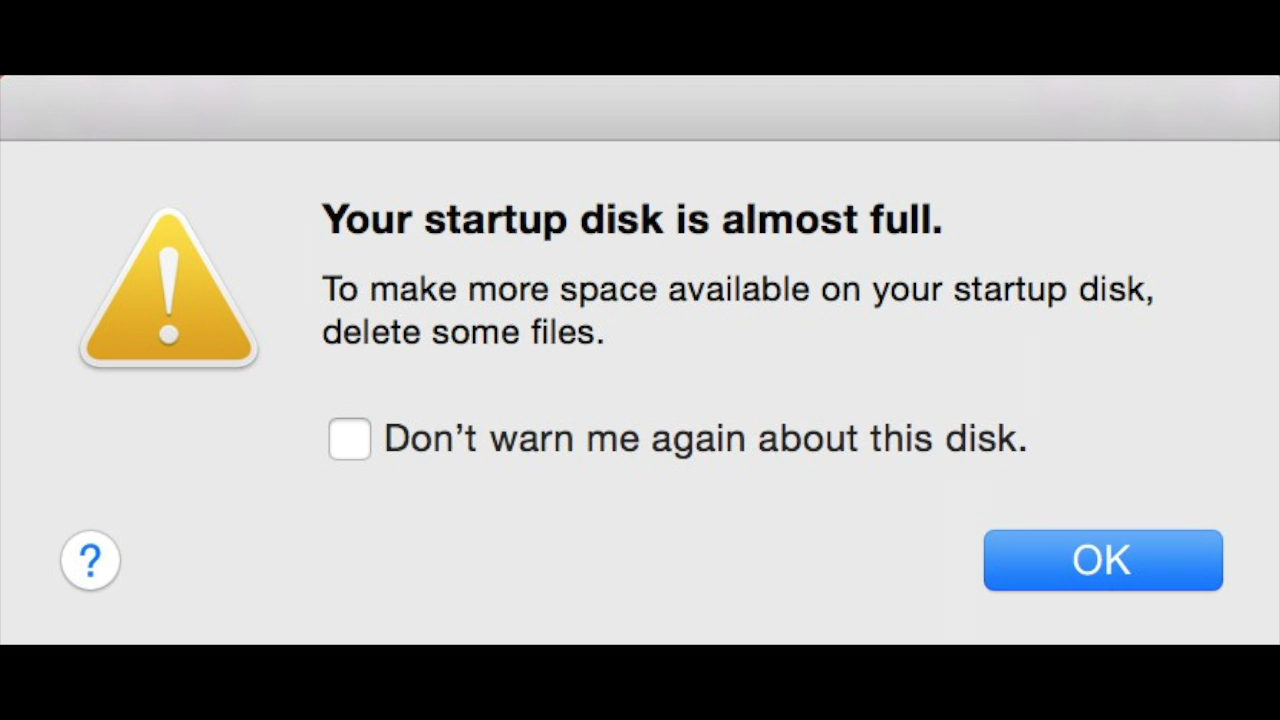 Your startup disk is almost full.
To make more space available on your startup disk,
delete some files.
Don’t warn me again about this disk.
?
OK